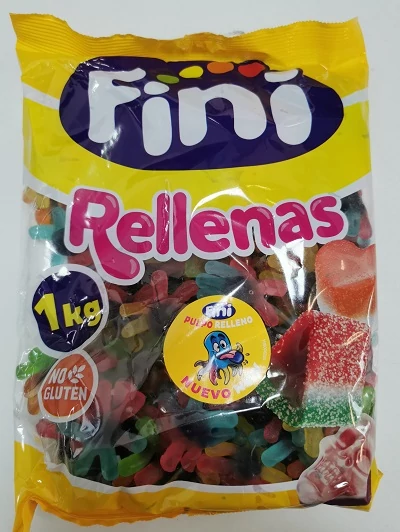 Fini
Rellenas
1kg
fini
PULPO RELLENO
NUEVO
NO
GLUTEN